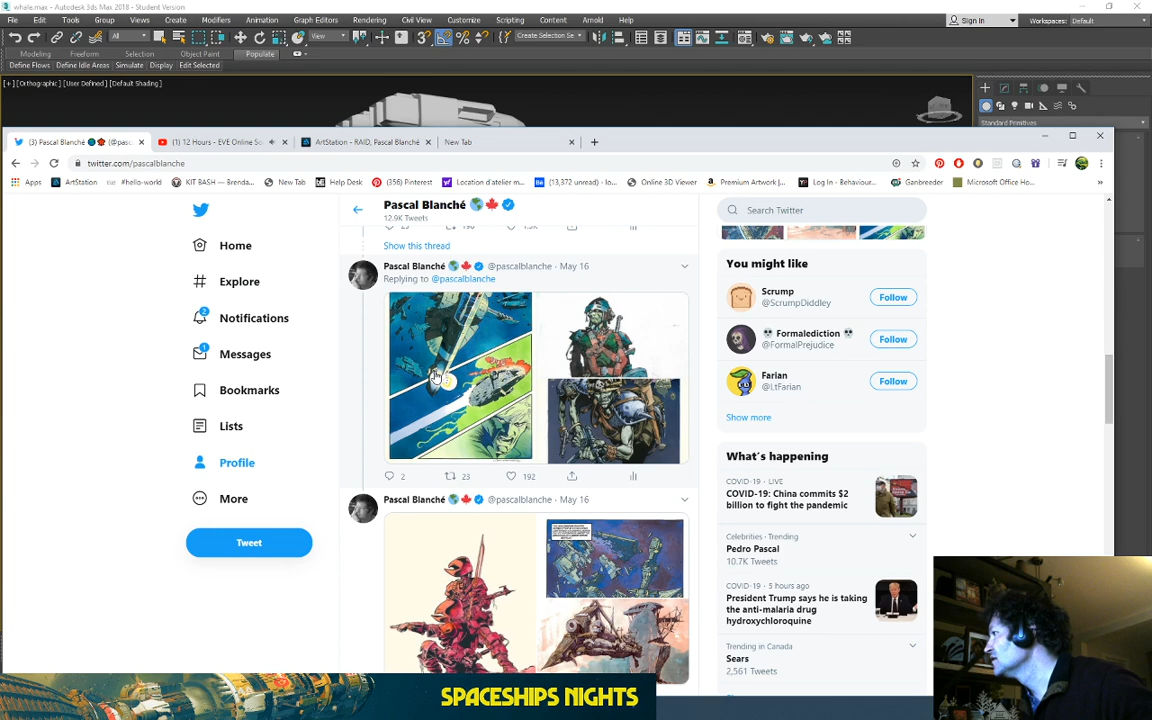 whale.max - Autodesk 3ds Max 2018 - Student Version
File Edit Tools Group Views Create Modifiers Animation Graph Editors Rendering Civil View Customize Scripting Content Arnold Help
Sign In Workspaces: Default
All View Create Selection Se
Modeling Freeform Selection Object Paint Populate
Define Flows Define Idle Areas Simulate Display Edit Selected
[+] [Orthographic] [User Defined] [Default Shading]
Standard Primitives
(3) Pascal Blanché (@pasc (1) 12 Hours - EVE Online So ArtStation - RAID, Pascal Blanché New Tab
twitter.com/pascalblanche
Apps ArtStation #hello-world KIT BASH — Brenda... New Tab Help Desk (356) Pinterest Location d'atelier m... (13,372 unread) - lo... Online 3D Viewer Premium Artwork |... Log In - Behaviour... Ganbreeder Microsoft Office Ho...
Pascal Blanché
12.9K Tweets
Search Twitter
Home
Explore
2
Notifications
1
Messages
Bookmarks
Lists
Profile
More
Tweet
Show this thread
Pascal Blanché @pascalblanche · May 16
Replying to @pascalblanche
2 23 192
Pascal Blanché @pascalblanche · May 16
You might like
Scrump
@ScrumpDiddley
Follow
Formalediction
@FormalPrejudice
Follow
Farian
@LtFarian
Follow
Show more
What's happening
COVID-19 · LIVE
COVID-19: China commits $2
billion to fight the pandemic
Celebrities · Trending
Pedro Pascal
10.7K Tweets
COVID-19 · 5 hours ago
President Trump says he is taking
the anti-malaria drug
hydroxychloroquine
Trending in Canada
Sears
2,561 Tweets
SPACESHIPS NIGHTS